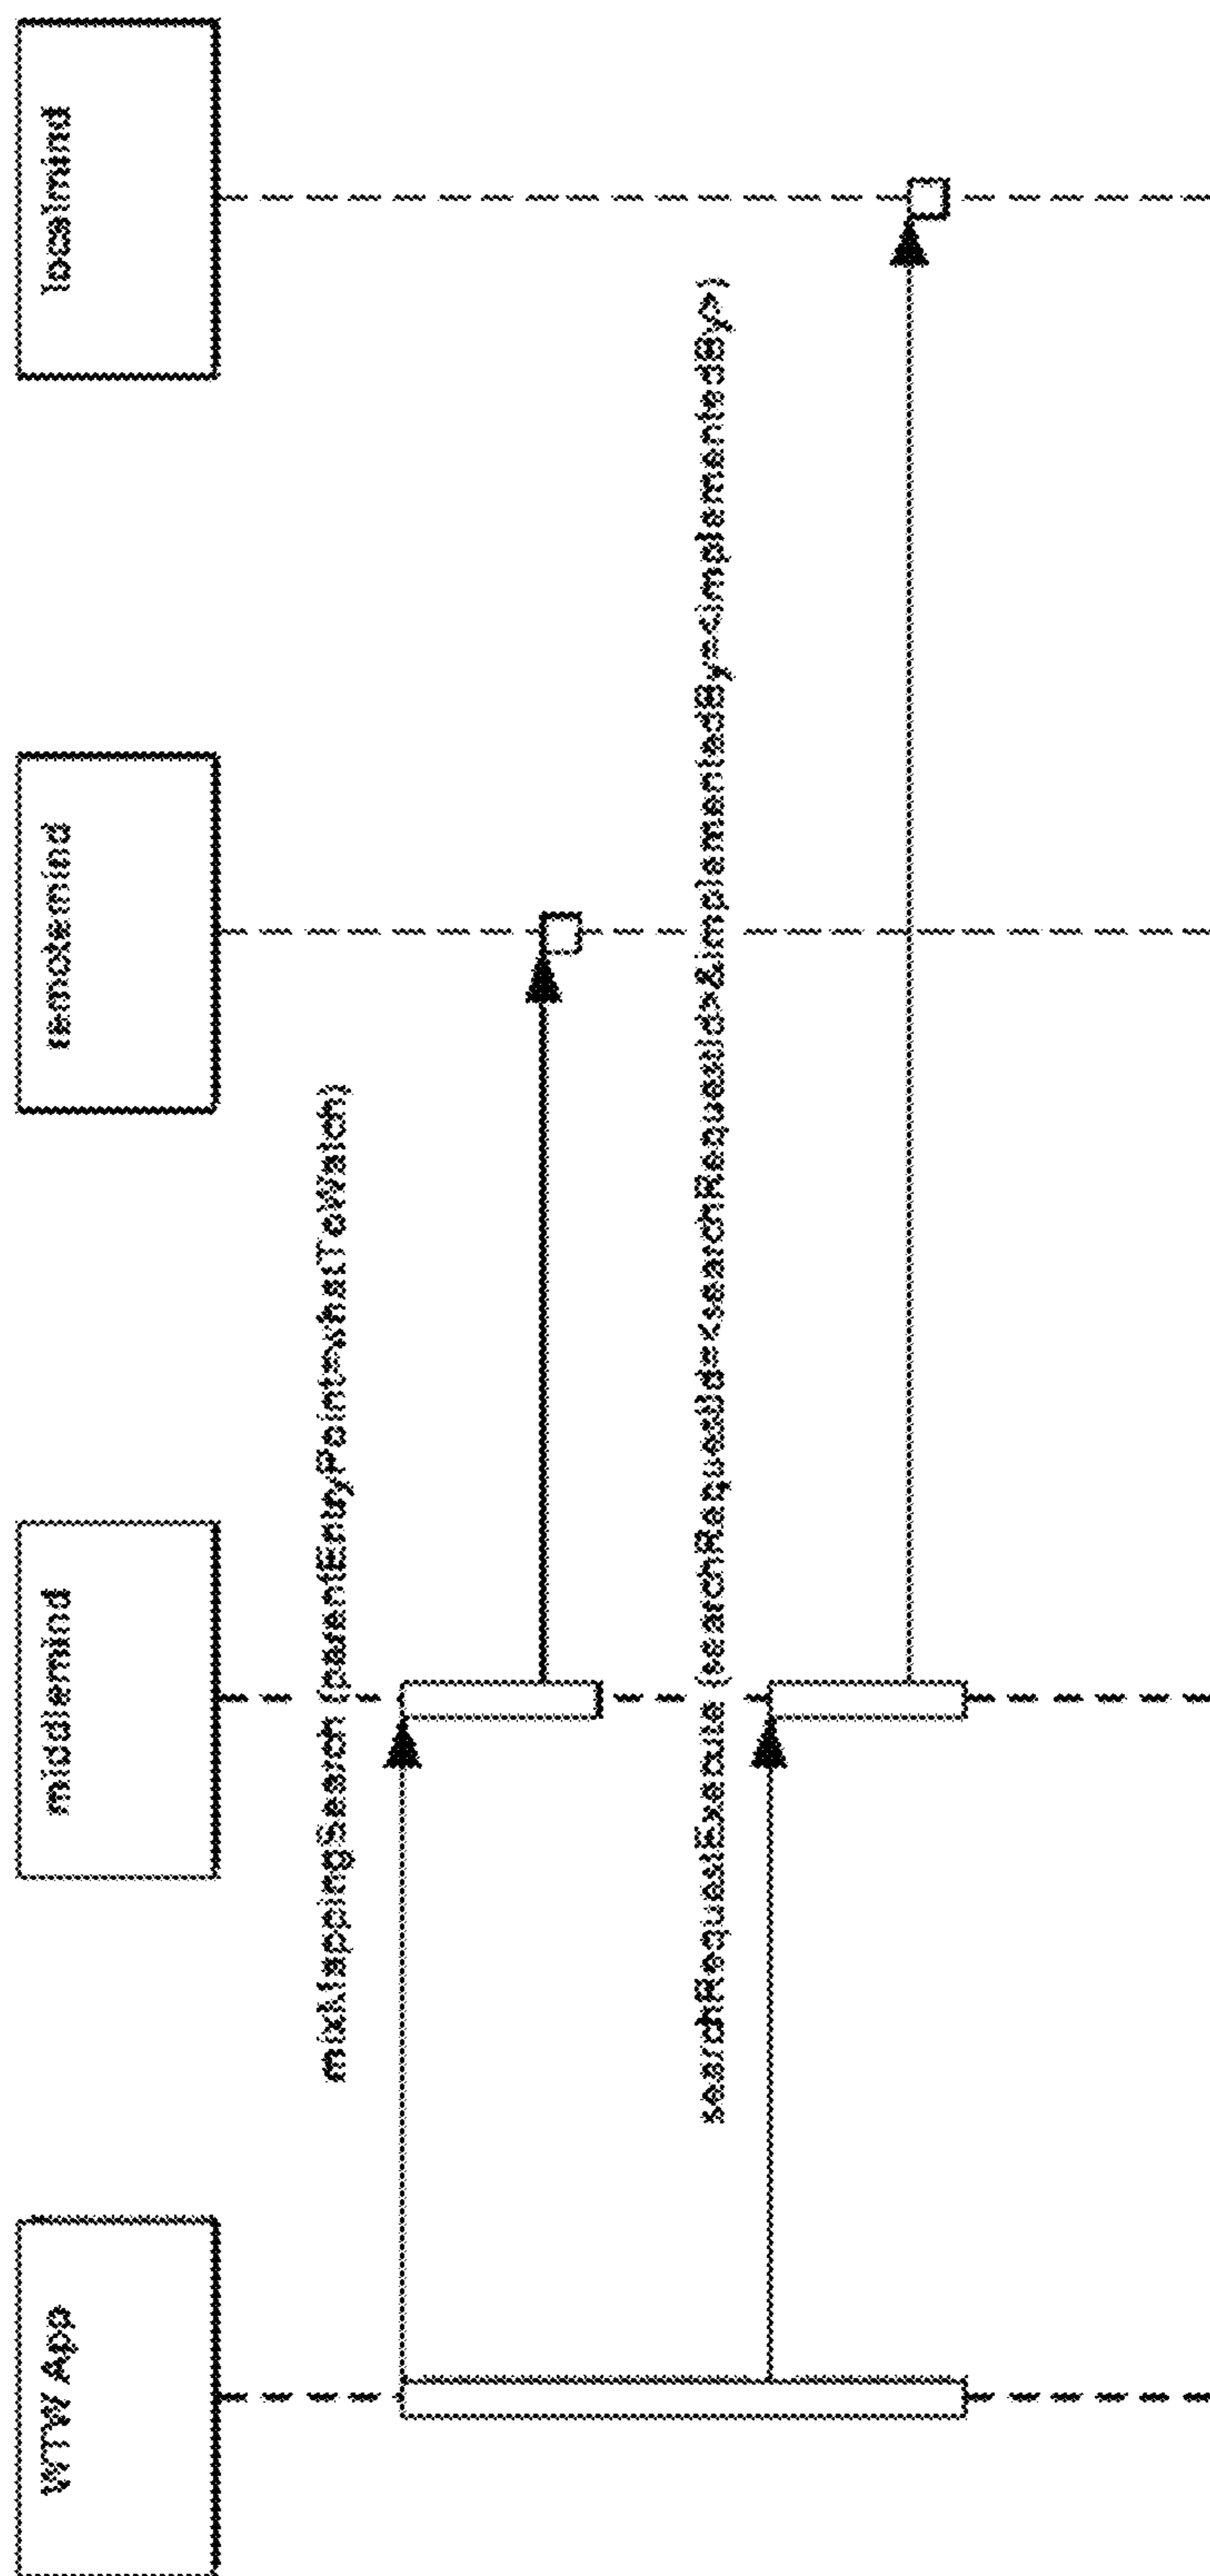 WTW App
middlemind
remotemind
localmind
mixMappingSearch (parentEntryPoint=whatToWatch)
searchRequestExecute (searchRequestId=<searchRequestId>&implementedBy=<implementedBy>)